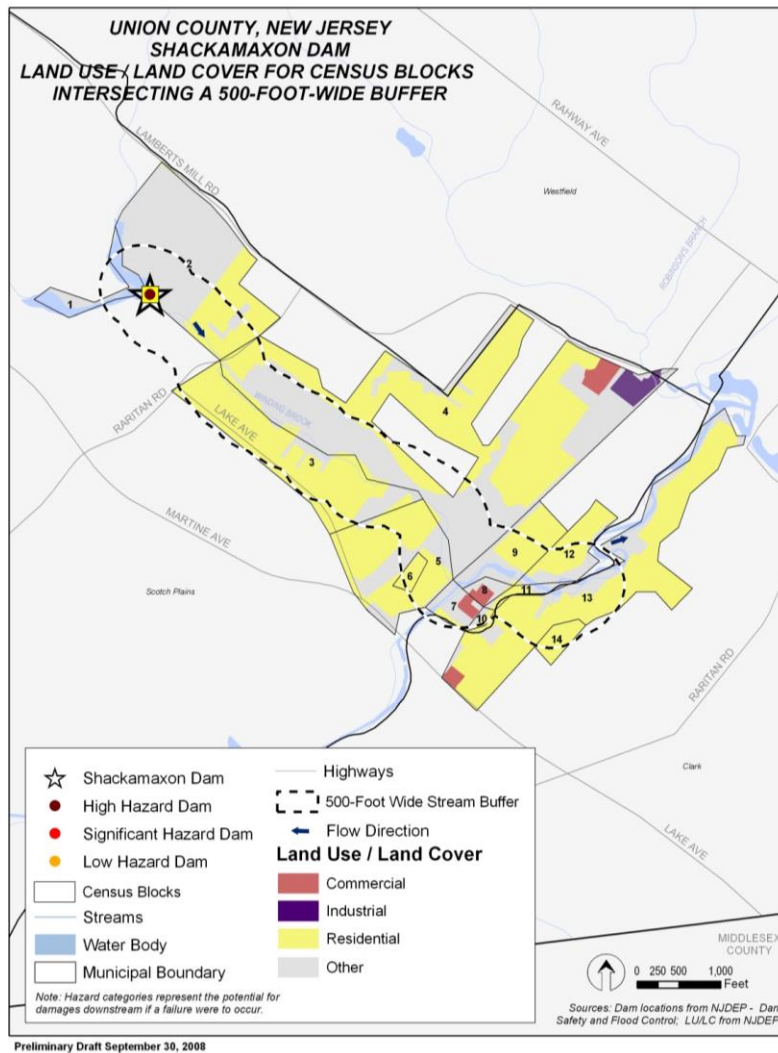 UNION COUNTY, NEW JERSEY
SHACKAMAXON DAM
LAND USE / LAND COVER FOR CENSUS BLOCKS
INTERSECTING A 500-FOOT-WIDE BUFFER
LAMBERTS MILL RD
RAHWAY AVE
Westfield
ROBINSON'S BRANCH
1
2
RARITAN RD
LAKE AVE
WINDING BROOK
3
4
MARTINE AVE
Scotch Plains
5
6
7
8
9
10
11
12
13
14
RARITAN RD
Clark
LAKE AVE
MIDDLESEX
COUNTY
Shackamaxon Dam
High Hazard Dam
Significant Hazard Dam
Low Hazard Dam
Census Blocks
Streams
Water Body
Municipal Boundary
Note: Hazard categories represent the potential for
damages downstream if a failure were to occur.
Highways
500-Foot Wide Stream Buffer
Flow Direction
Land Use / Land Cover
Commercial
Industrial
Residential
Other
0 250 500 1,000
Feet
Sources: Dam locations from NJDEP - Dam
Safety and Flood Control; LU/LC from NJDEP
Preliminary Draft September 30, 2008